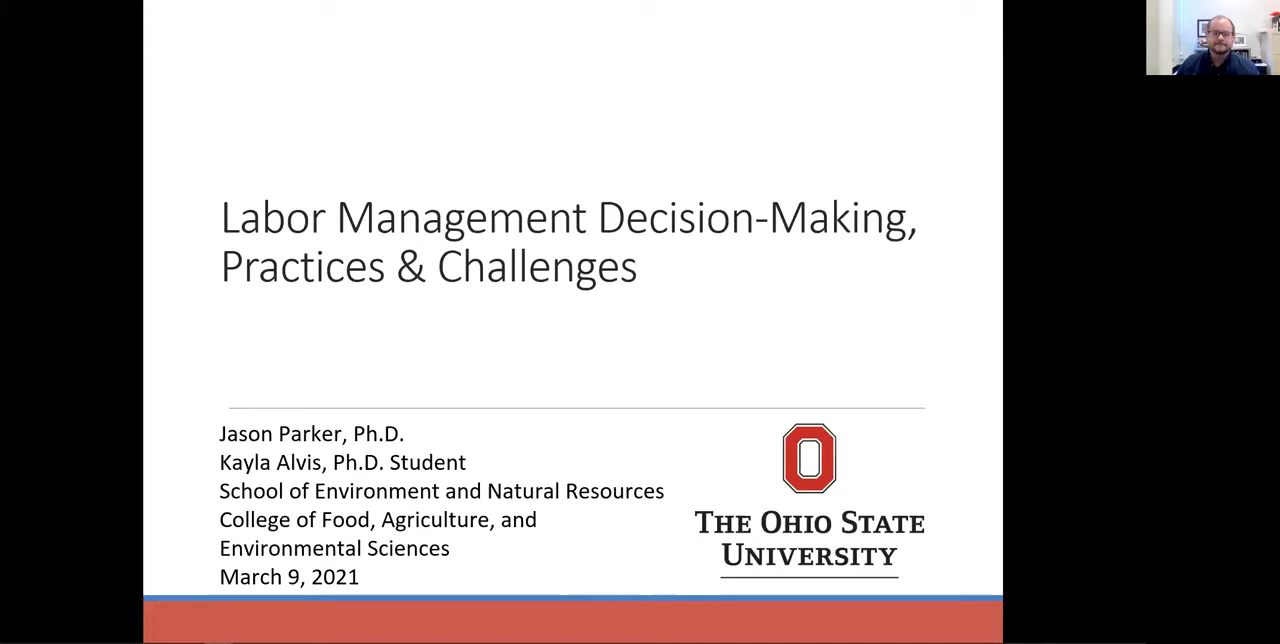 Labor Management Decision-Making,
Practices & Challenges
Jason Parker, Ph.D.
Kayla Alvis, Ph.D. Student
School of Environment and Natural Resources
College of Food, Agriculture, and
Environmental Sciences
March 9, 2021
THE OHIO STATE
UNIVERSITY